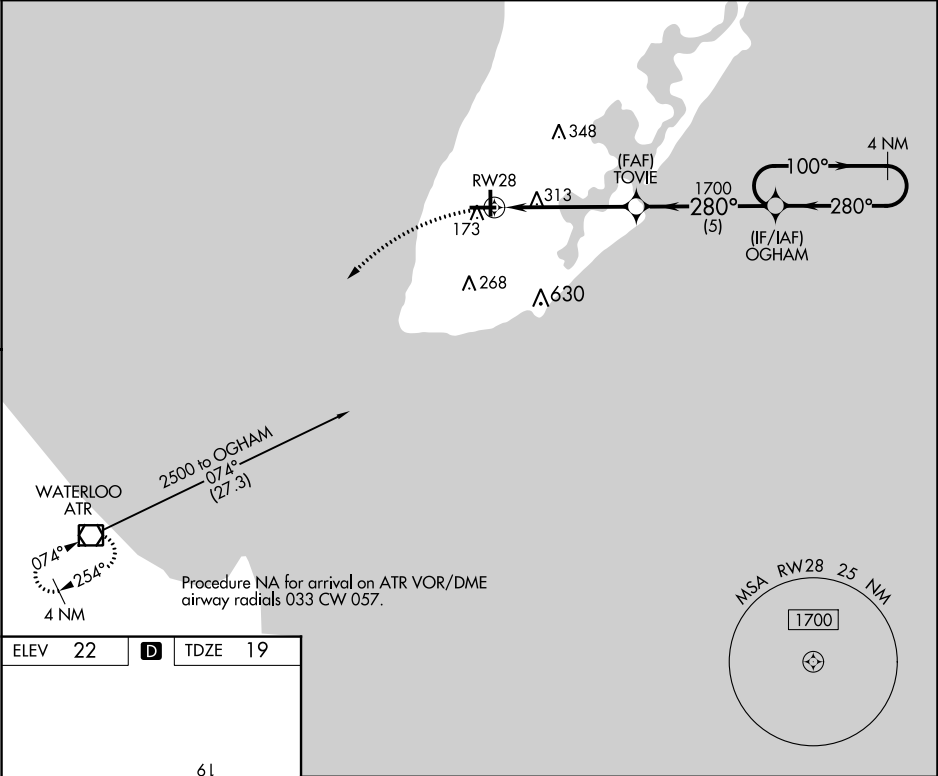 348
4 NM
(FAF)
TOVIE
100°
RW28
313
1700
280°
280°
(5)
173
(IF/IAF)
OGHAM
268
630
2500 to OGHAM
074°
(27.3)
WATERLOO
ATR
074°
254°
4 NM
Procedure NA for arrival on ATR VOR/DME
airway radials 033 CW 057.
MSA RW28 25 NM
1700
ELEV 22 D TDZE 19